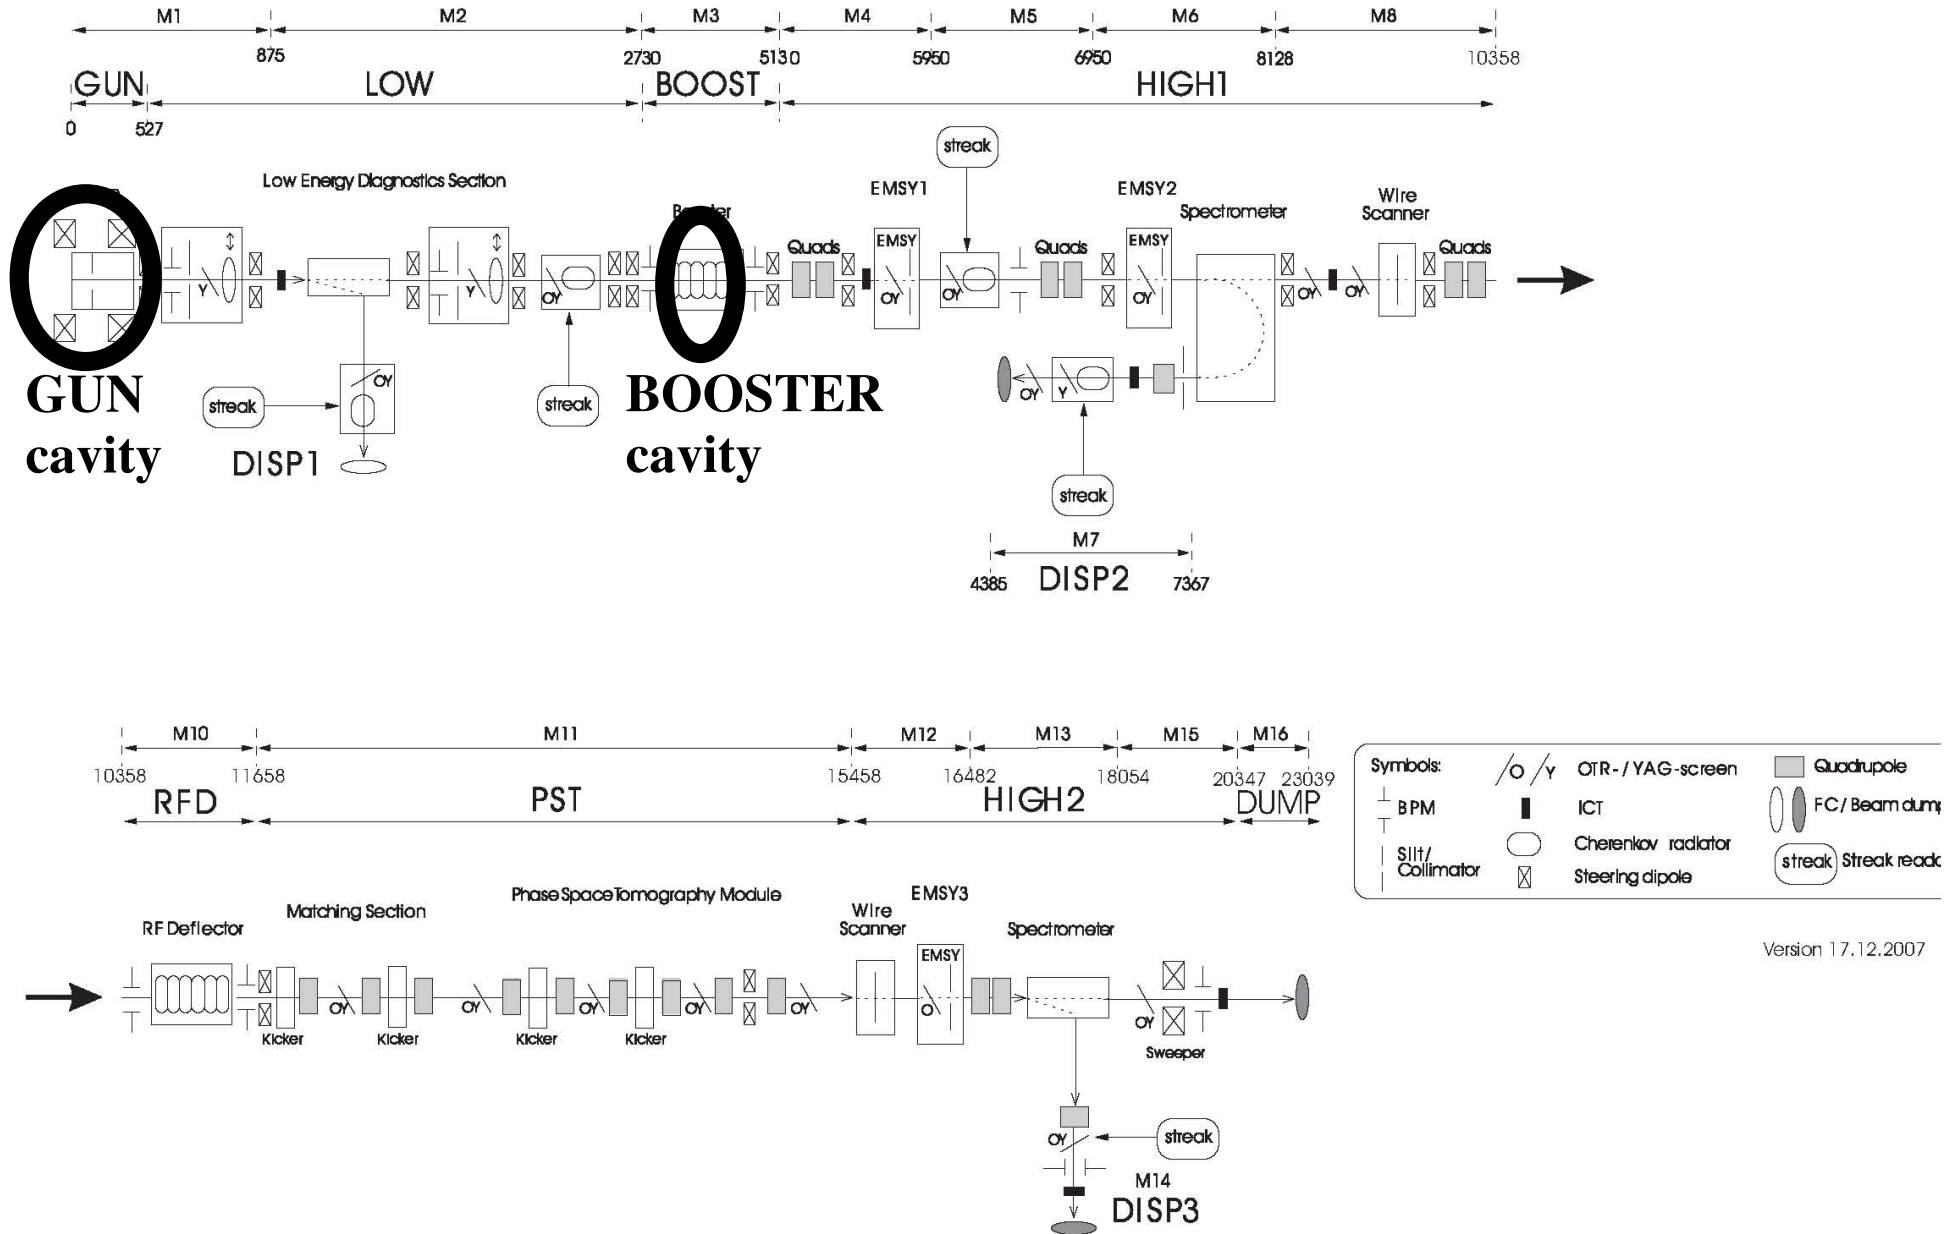 M1 M2 M3 M4 M5 M6 M8
875 2730 5130 5950 6950 8128 10358
GUN LOW BOOST HIGH1
0 527
streak
Low Energy Diagnostics Section
EMSY1 EMSY2
Wire
Scanner
Spectrometer
Quads Quads Quads
EMSY EMSY
Y Y OY OY OY OY OY OY
GUN
cavity
BOOSTER
cavity
OY
streak
streak
OY Y
DISP1
streak
M7
4385 DISP2 7367
M10 M11 M12 M13 M15 M16
10358 11658 15458 16482 18054 20347 23039
RFD PST HIGH2 DUMP
Symbols:
O Y OTR- / YAG-screen
Quadrupole
BPM
ICT
FC / Beam dump
Slit/
Collimator
Cherenkov radiator
Steering dipole
streak Streak
Version 17.12.2007
Phase Space Tomography Module
Matching Section
RF Deflector
Wire
Scanner
EMSY3
Spectrometer
EMSY
OY OY OY OY OY O OY
Kicker Kicker Kicker Kicker
Sweeper
OY
streak
M14
DISP3